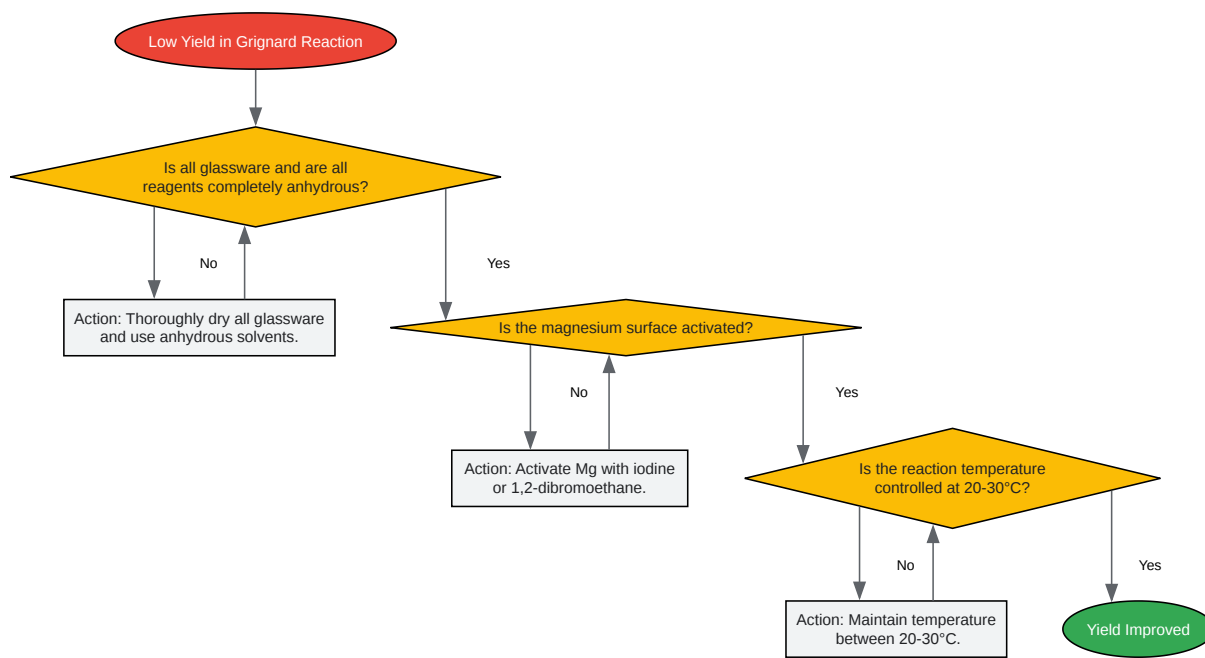 Low Yield in Grignard Reaction
Is all glassware and are all
reagents completely anhydrous?
No
Yes
Action: Thoroughly dry all glassware
and use anhydrous solvents.
Is the magnesium surface activated?
No
Yes
Action: Activate Mg with iodine
or 1,2-dibromoethane.
Is the reaction temperature
controlled at 20-30°C?
No
Yes
Action: Maintain temperature
between 20-30°C.
Yield Improved